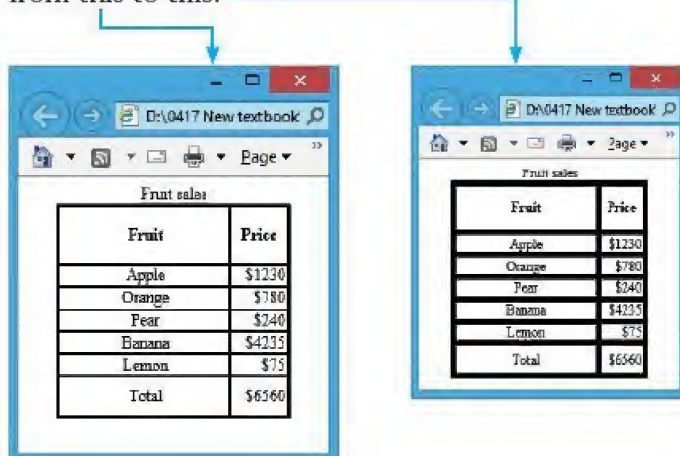 from this to this.
D:\0417 New textbook
Page
Fruit sales
Fruit Price
Apple $1230
Orange $780
Pear $240
Banana $4235
Lemon $75
Total $6560
D:\0417 New textbook
Page
Fruit sales
Fruit Price
Apple $1230
Orange $780
Pear $240
Banana $4235
Lemon $75
Total $6560